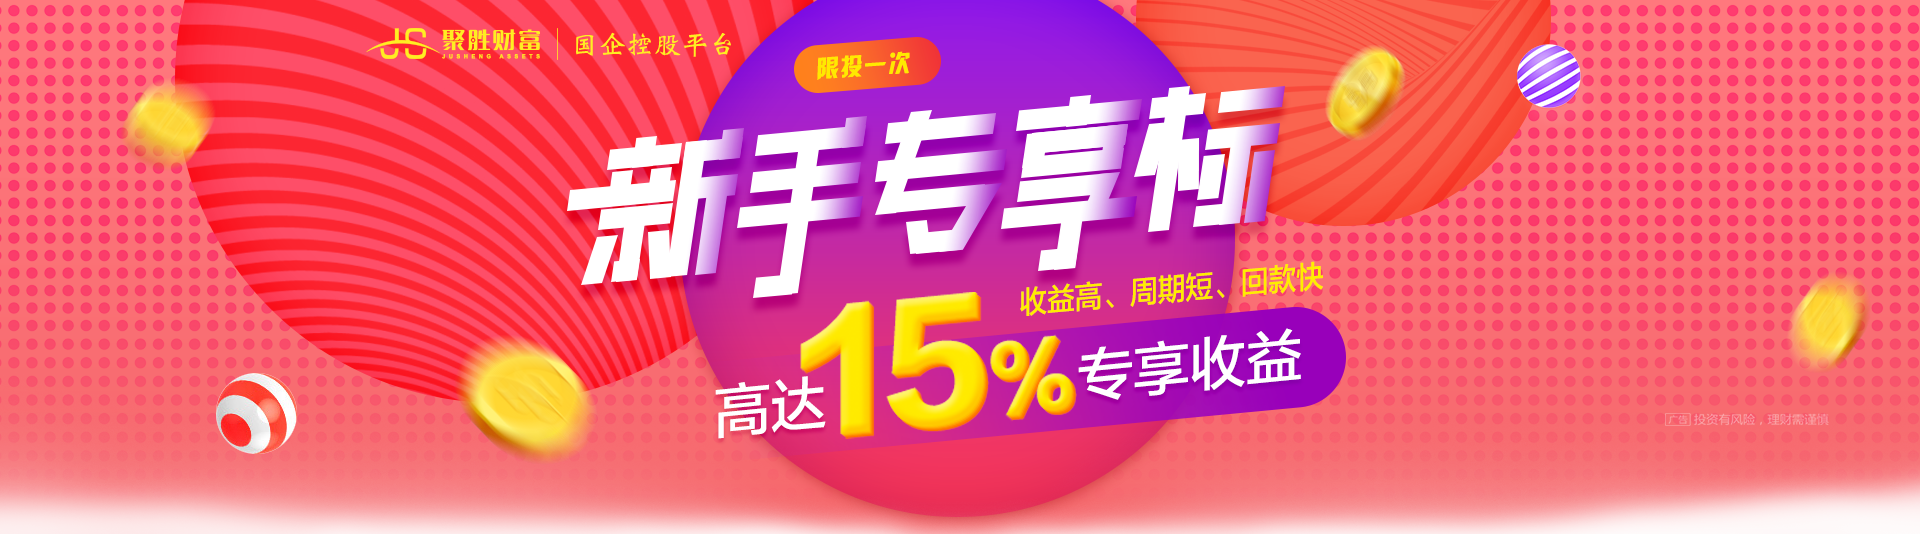 JS 聚胜财富 国企控股平台
JUSHENG ASSETS
限投一次
新手专享标
收益高、周期短、回款快
高达15%专享收益
广告 投资有风险，理财需谨慎